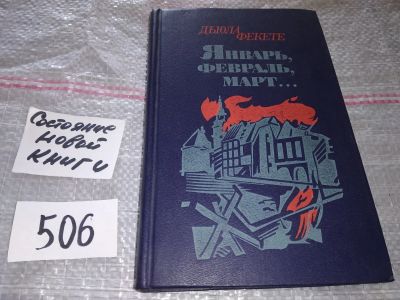 ДЬЮЛА
ФЕКЕТЕ
ЯНВАРЬ,
ФЕВРАЛЬ,
МАРТ...
Состояние
новой
книги
506